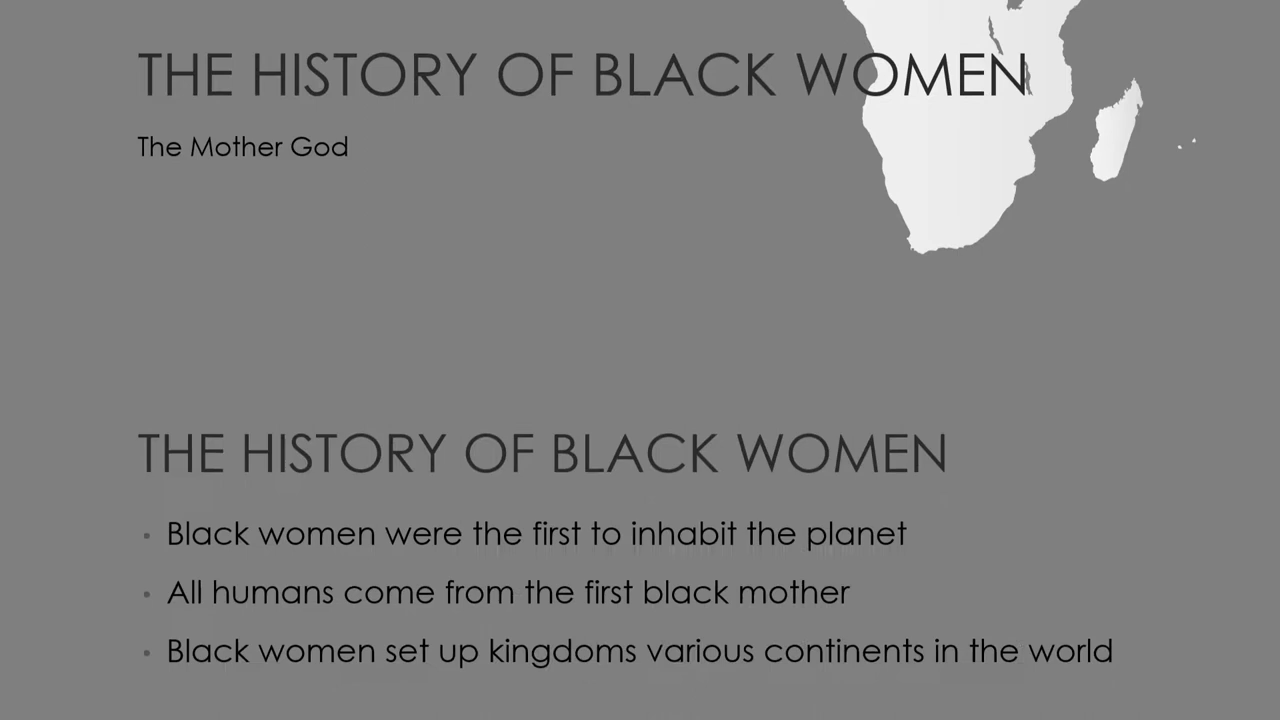 THE HISTORY OF BLACK WOMEN
The Mother God
THE HISTORY OF BLACK WOMEN
• Black women were the first to inhabit the planet
• All humans come from the first black mother
• Black women set up kingdoms various continents in the world